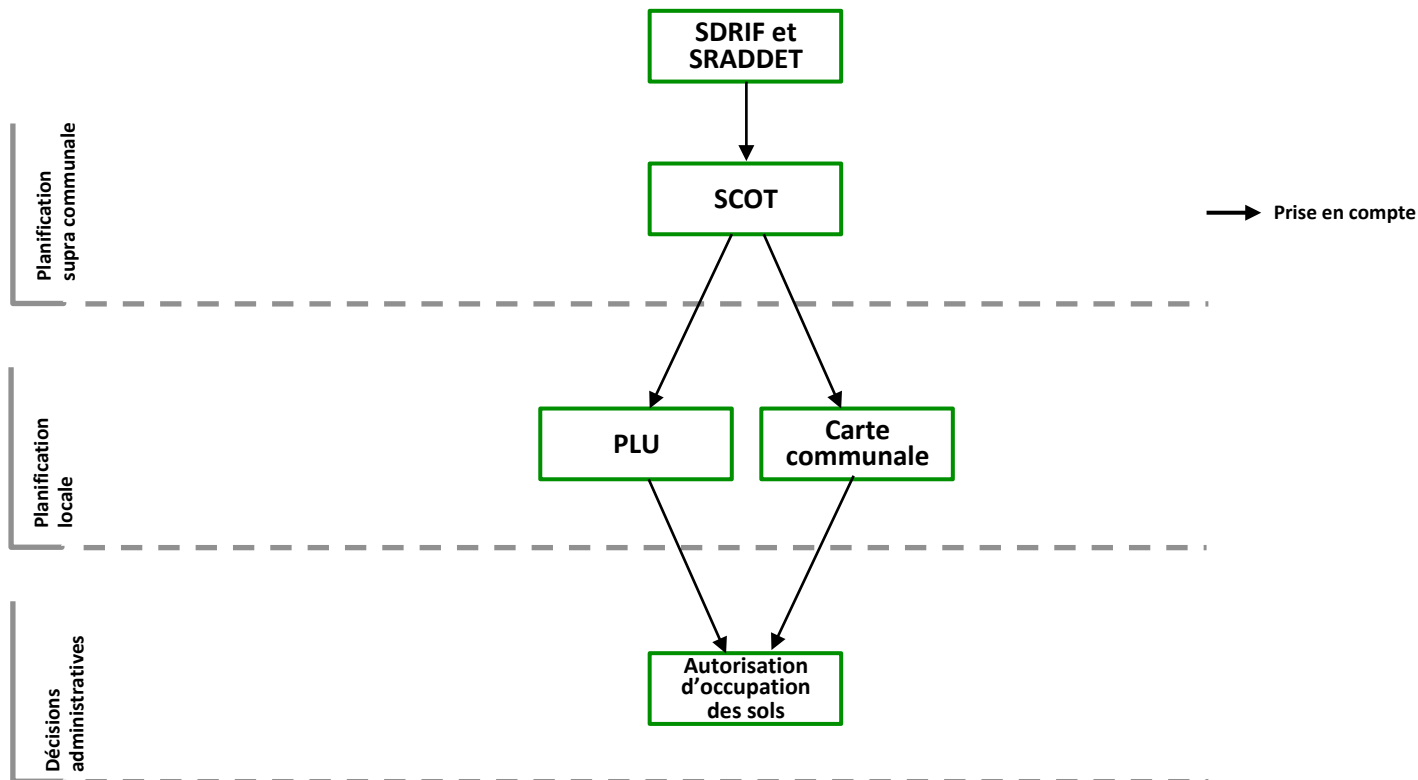 SDRIF et
SRADDET
Planification
supra communale
SCOT
Prise en compte
Planification
locale
PLU
Carte
communale
Décisions
administratives
Autorisation
d’occupation
des sols